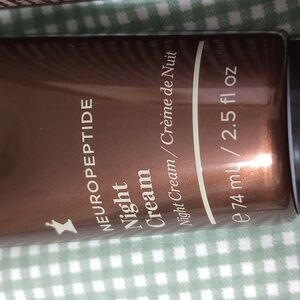 NEUROPEPTIDE
Night
Cream
Night Cream / Crème de Nuit
e 74 mL / 2.5 fl oz